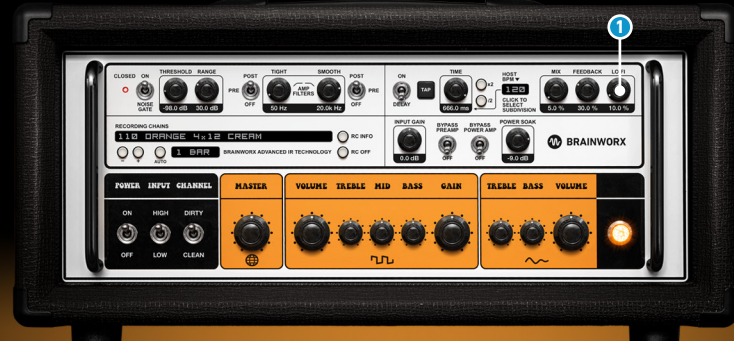 1
CLOSED ON THRESHOLD RANGE POST TIGHT SMOOTH POST
PRE AMP FILTERS PRE
NOISE GATE -98.0 dB 30.0 dB OFF 50 Hz 20.0k Hz OFF
ON TIME HOST BPM ▼ MIX FEEDBACK LO FI
TAP x2 120
/2 CLICK TO SELECT SUBDIVISION
DELAY 666.0 ms 5.0 % 30.0 % 10.0 %
RECORDING CHAINS
110 ORANGE 4x12 CREAM RC INFO
- + AUTO 1 BAR BRAINWORX ADVANCED IR TECHNOLOGY RC OFF
INPUT GAIN BYPASS PREAMP BYPASS POWER AMP POWER SOAK
BRAINWORX
0.0 dB OFF OFF -9.0 dB
POWER INPUT CHANNEL MASTER VOLUME TREBLE MID BASS GAIN TREBLE BASS VOLUME
ON HIGH DIRTY
OFF LOW CLEAN